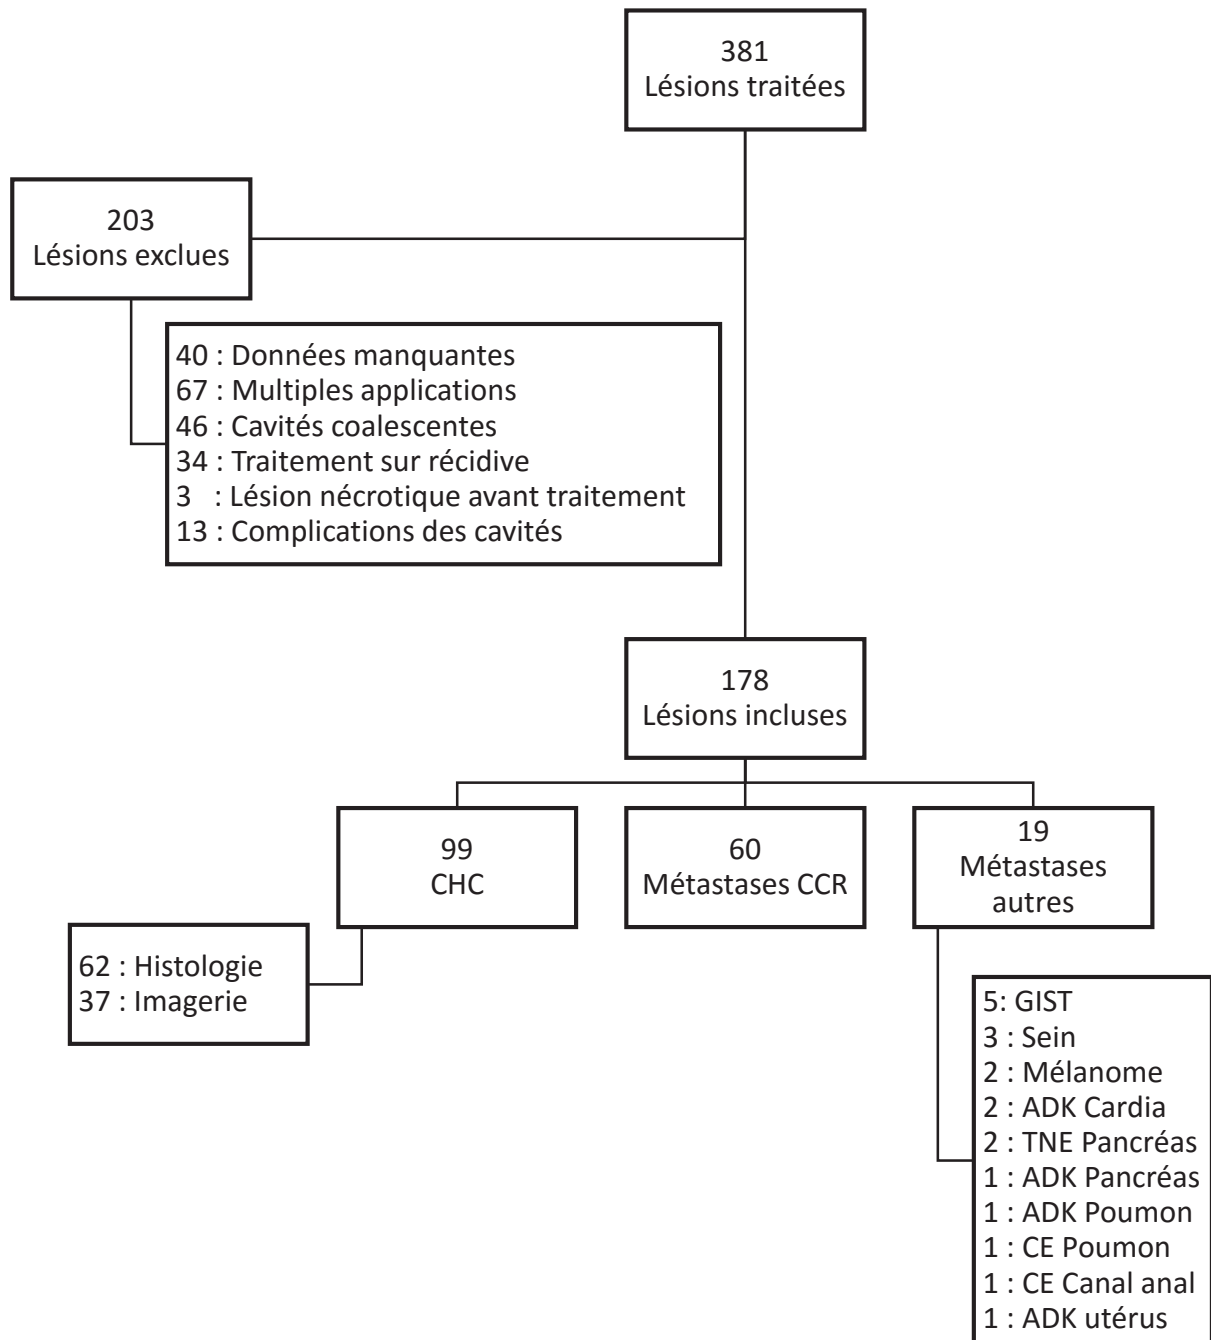 381
Lésions traitées
203
Lésions exclues
40 : Données manquantes
67 : Multiples applications
46 : Cavités coalescentes
34 : Traitement sur récidive
3 : Lésion nécrotique avant traitement
13 : Complications des cavités
178
Lésions incluses
99
CHC
60
Métastases CCR
19
Métastases
autres
62 : Histologie
37 : Imagerie
5: GIST
3 : Sein
2 : Mélanome
2 : ADK Cardia
2 : TNE Pancréas
1 : ADK Pancréas
1 : ADK Poumon
1 : CE Poumon
1 : CE Canal anal
1 : ADK utérus